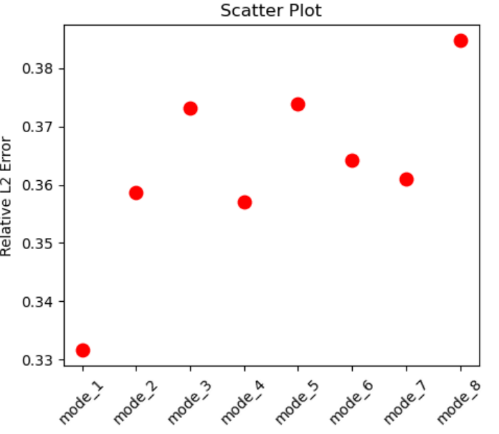 Scatter Plot
Relative L2 Error
0.38
0.37
0.36
0.35
0.34
0.33
mode_1
mode_2
mode_3
mode_4
mode_5
mode_6
mode_7
mode_8